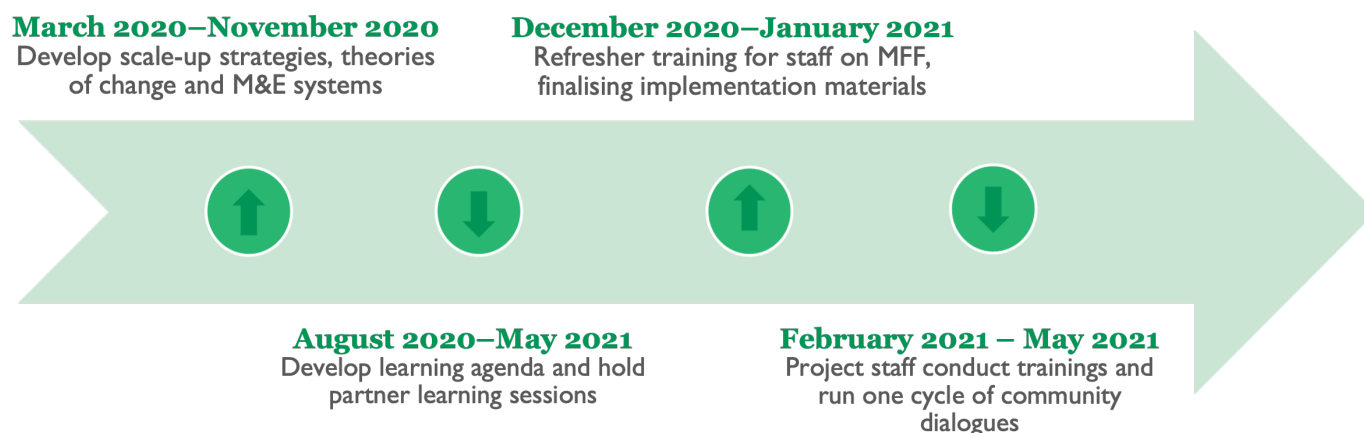 March 2020–November 2020
Develop scale-up strategies, theories
of change and M&E systems
December 2020–January 2021
Refresher training for staff on MFF,
finalising implementation materials
August 2020–May 2021
Develop learning agenda and hold
partner learning sessions
February 2021 – May 2021
Project staff conduct trainings and
run one cycle of community
dialogues